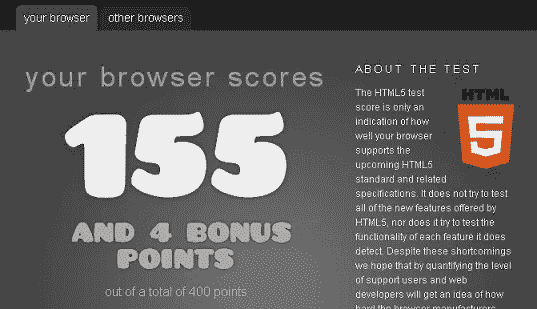 your browser
other browsers
your browser scores
155
AND 4 BONUS
POINTS
out of a total of 400 points
ABOUT THE TEST
HTML
5
The HTML5 test
score is only an
indication of how
well your browser
supports the
upcoming HTML5
standard and related
specifications. It does not try to test
all of the new features offered by
HTML5, nor does it try to test the
functionality of each feature it does
detect. Despite these shortcomings
we hope that by quantifying the level
of support users and web
developers will get an idea of how
hard the browser manufacturers